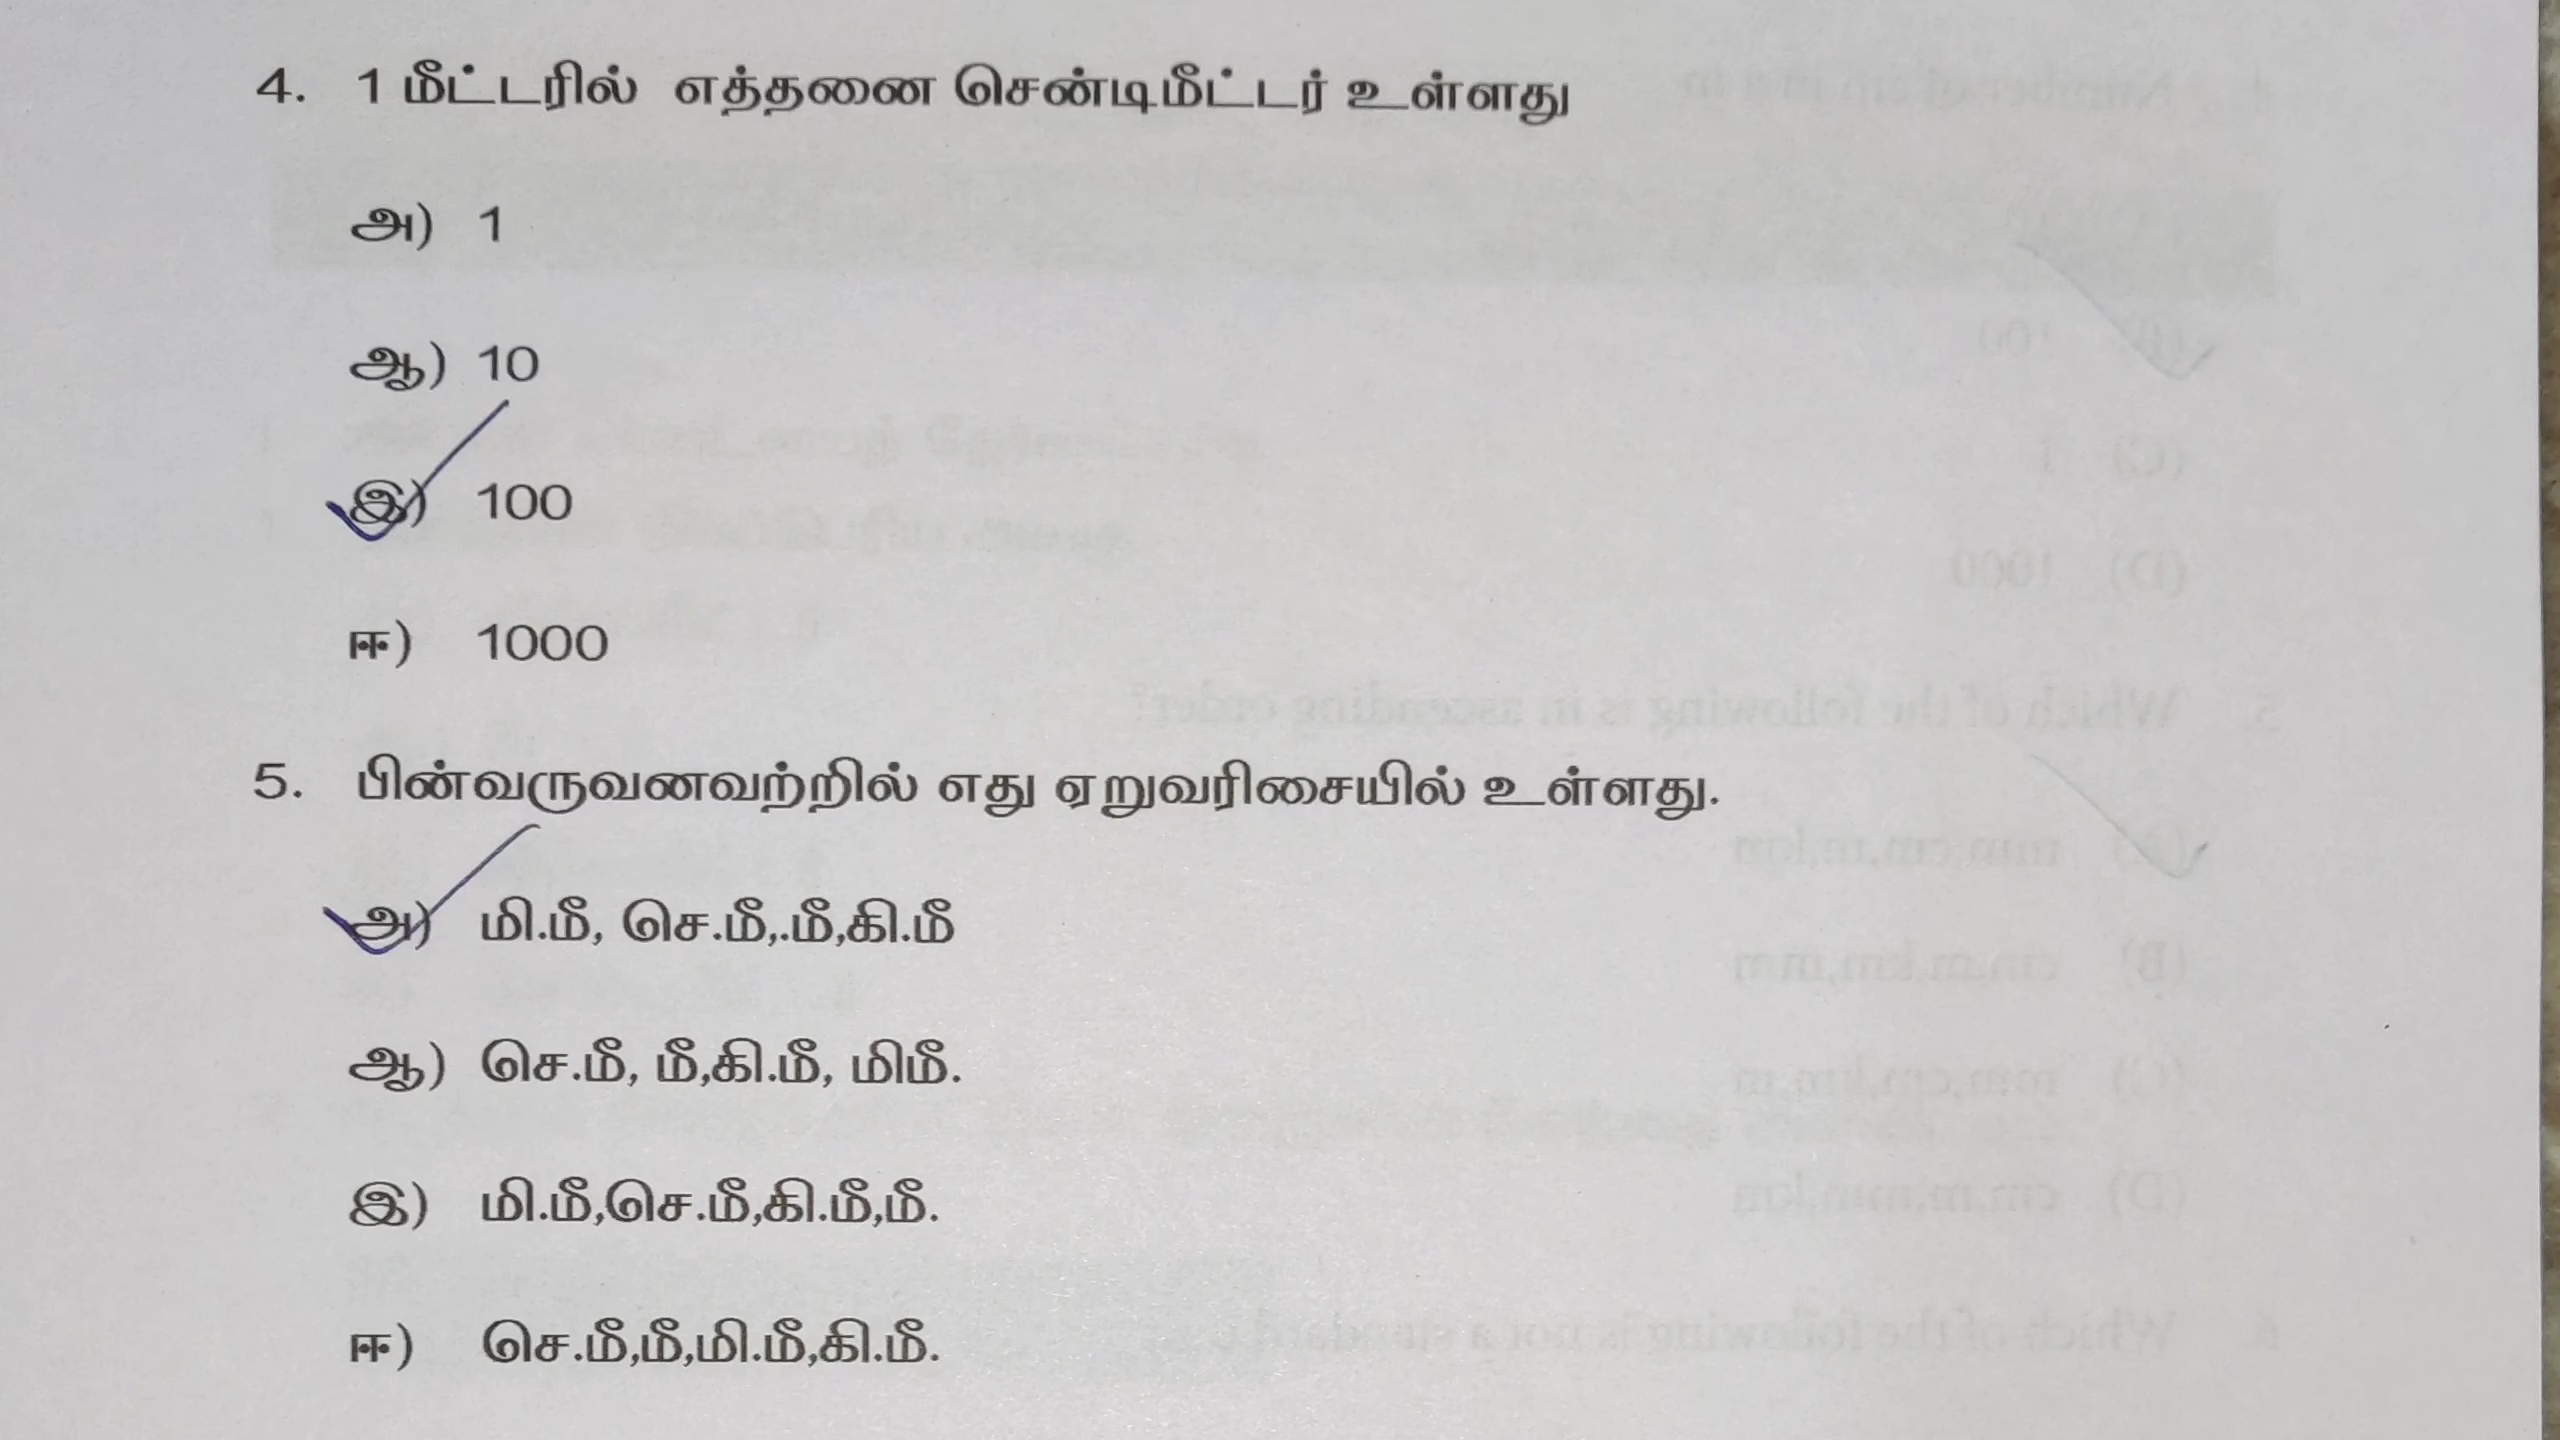 4. 1 மீட்டரில் எத்தனை செண்டிமீட்டர் உள்ளது
அ) 1
ஆ) 10
இ) 100
ஈ) 1000
5. பின்வருவனவற்றில் எது ஏறுவரிசையில் உள்ளது.
அ) மி.மீ, செ.மீ,.மீ,கி.மீ
ஆ) செ.மீ, மீ,கி.மீ, மிமீ.
இ) மி.மீ,செ.மீ,கி.மீ,மீ.
ஈ) செ.மீ,மீ,மி.மீ,கி.மீ.